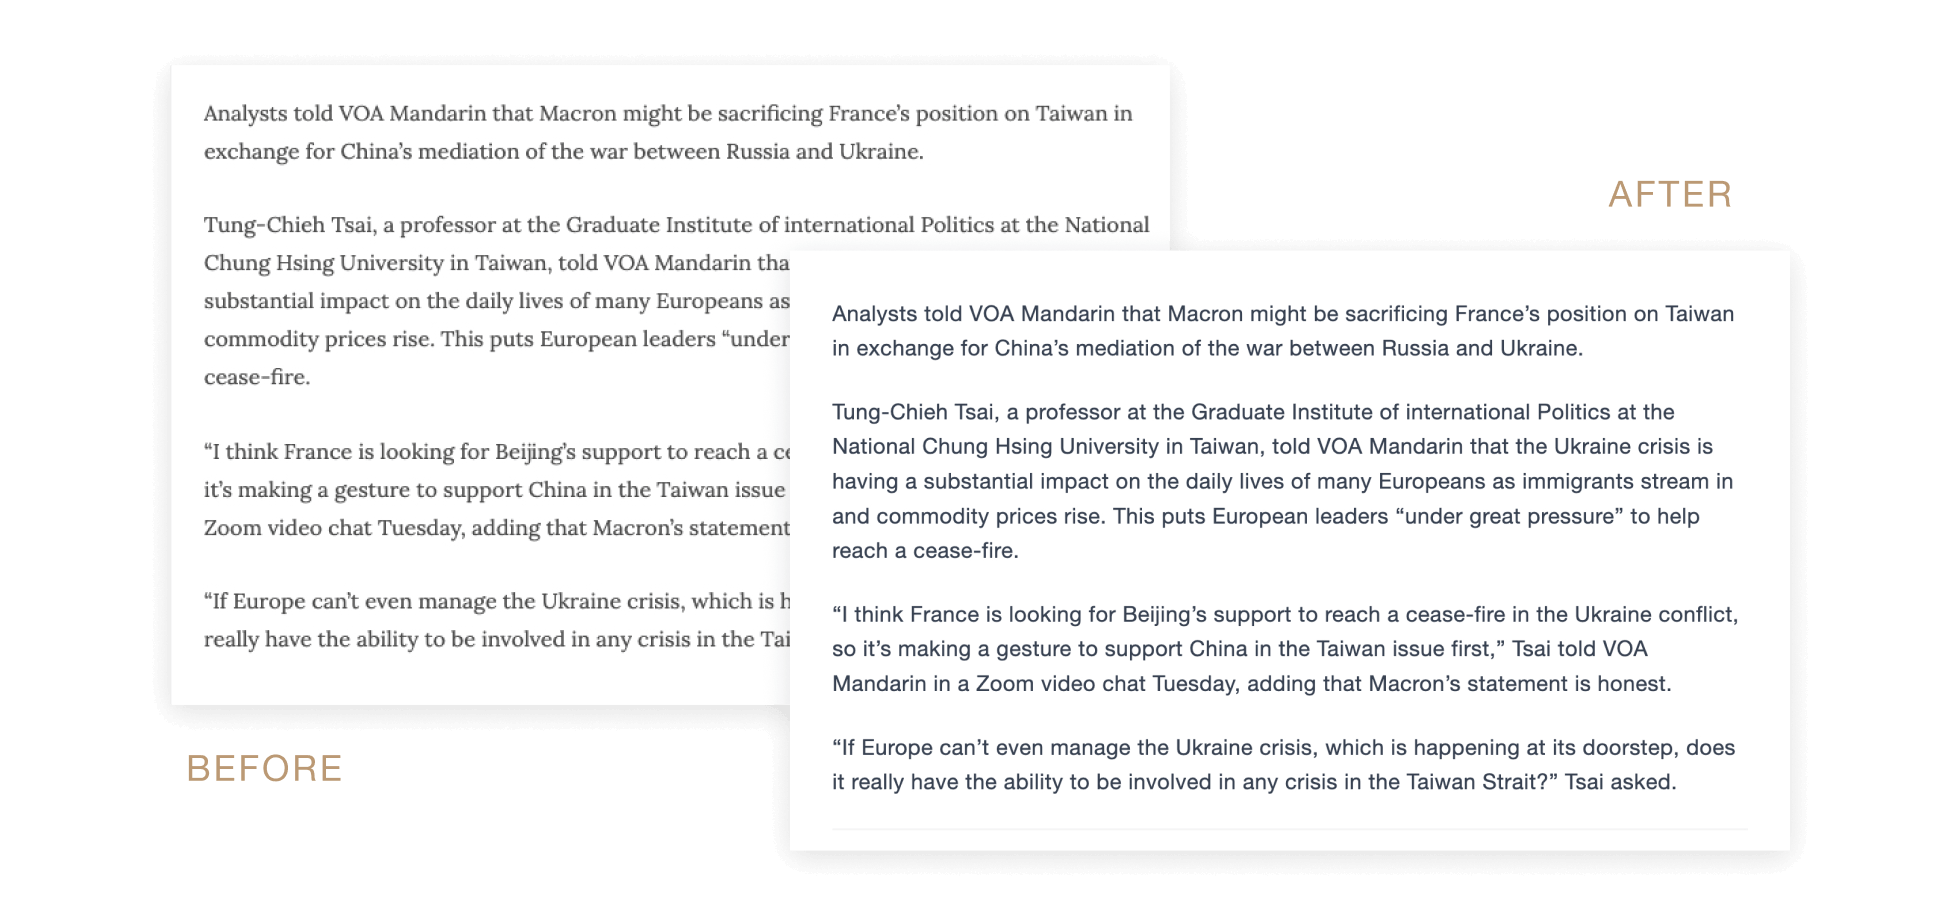 Analysts told VOA Mandarin that Macron might be sacrificing France’s position on Taiwan in
exchange for China’s mediation of the war between Russia and Ukraine.
Tung-Chieh Tsai, a professor at the Graduate Institute of international Politics at the National
Chung Hsing University in Taiwan, told VOA Mandarin tha
substantial impact on the daily lives of many Europeans as
commodity prices rise. This puts European leaders “under
cease-fire.
“I think France is looking for Beijing’s support to reach a ce
it’s making a gesture to support China in the Taiwan issue
Zoom video chat Tuesday, adding that Macron’s statement
“If Europe can’t even manage the Ukraine crisis, which is h
really have the ability to be involved in any crisis in the Tai
BEFORE
AFTER
Analysts told VOA Mandarin that Macron might be sacrificing France’s position on Taiwan
in exchange for China’s mediation of the war between Russia and Ukraine.
Tung-Chieh Tsai, a professor at the Graduate Institute of international Politics at the
National Chung Hsing University in Taiwan, told VOA Mandarin that the Ukraine crisis is
having a substantial impact on the daily lives of many Europeans as immigrants stream in
and commodity prices rise. This puts European leaders “under great pressure” to help
reach a cease-fire.
“I think France is looking for Beijing’s support to reach a cease-fire in the Ukraine conflict,
so it’s making a gesture to support China in the Taiwan issue first,” Tsai told VOA
Mandarin in a Zoom video chat Tuesday, adding that Macron’s statement is honest.
“If Europe can’t even manage the Ukraine crisis, which is happening at its doorstep, does
it really have the ability to be involved in any crisis in the Taiwan Strait?” Tsai asked.